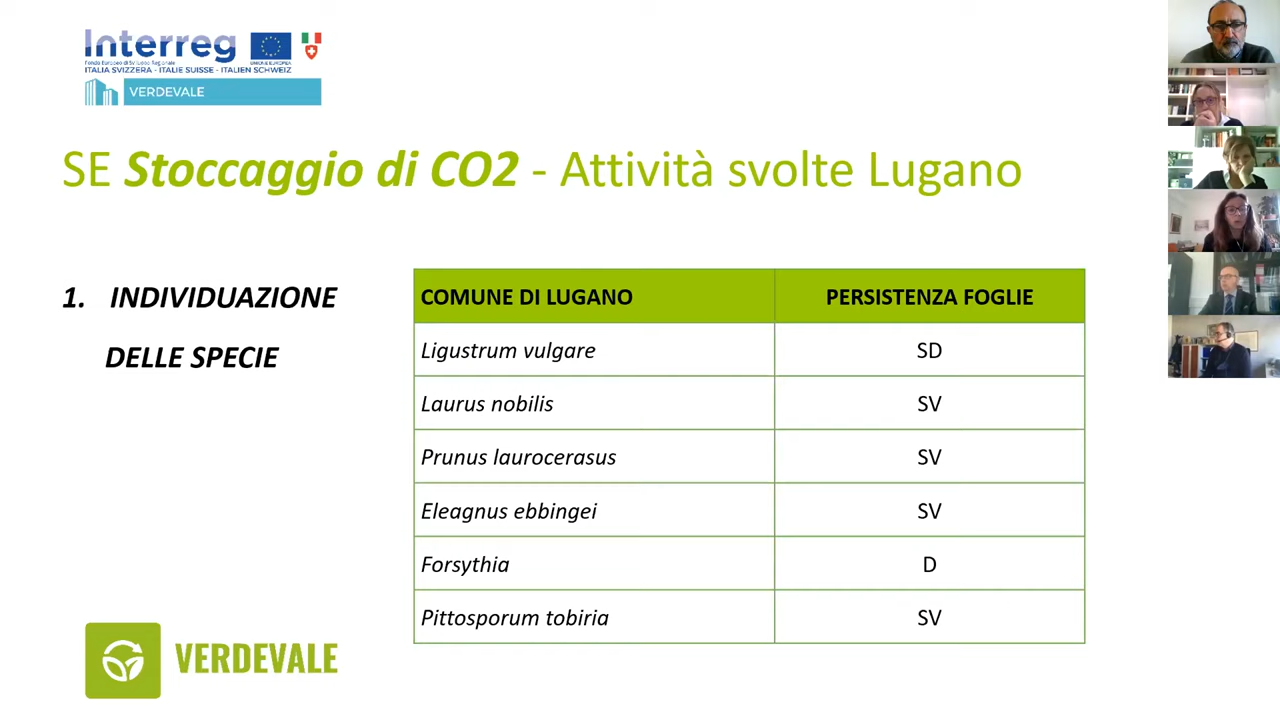 Interreg
Fondo Europeo di Sviluppo Regionale
UNIONE EUROPEA
ITALIA SVIZZERA - ITALIE SUISSE - ITALIEN SCHWEIZ
VERDEVALE
SE Stoccaggio di CO2 - Attività svolte Lugano
1. INDIVIDUAZIONE
DELLE SPECIE
COMUNE DI LUGANO PERSISTENZA FOGLIE
Ligustrum vulgare SD
Laurus nobilis SV
Prunus laurocerasus SV
Eleagnus ebbingei SV
Forsythia D
Pittosporum tobiria SV
VERDEVALE